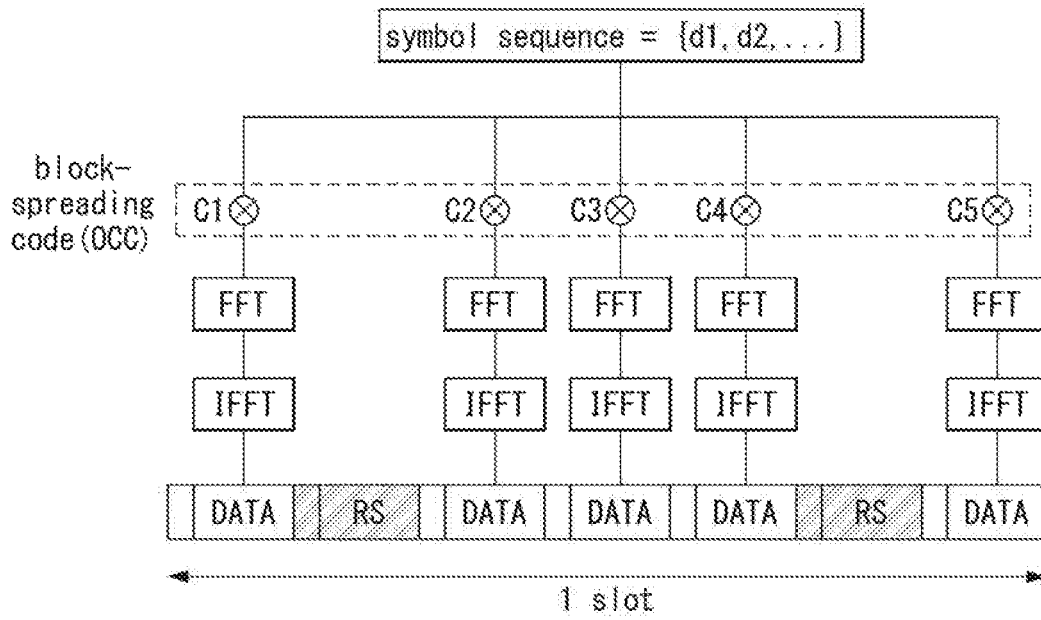 symbol sequence = {d1,d2,...}
block-
spreading
code(OCC)
C1 C2 C3 C4 C5
FFT FFT FFT FFT FFT
IFFT IFFT IFFT IFFT IFFT
DATA RS DATA DATA DATA RS DATA
1 slot